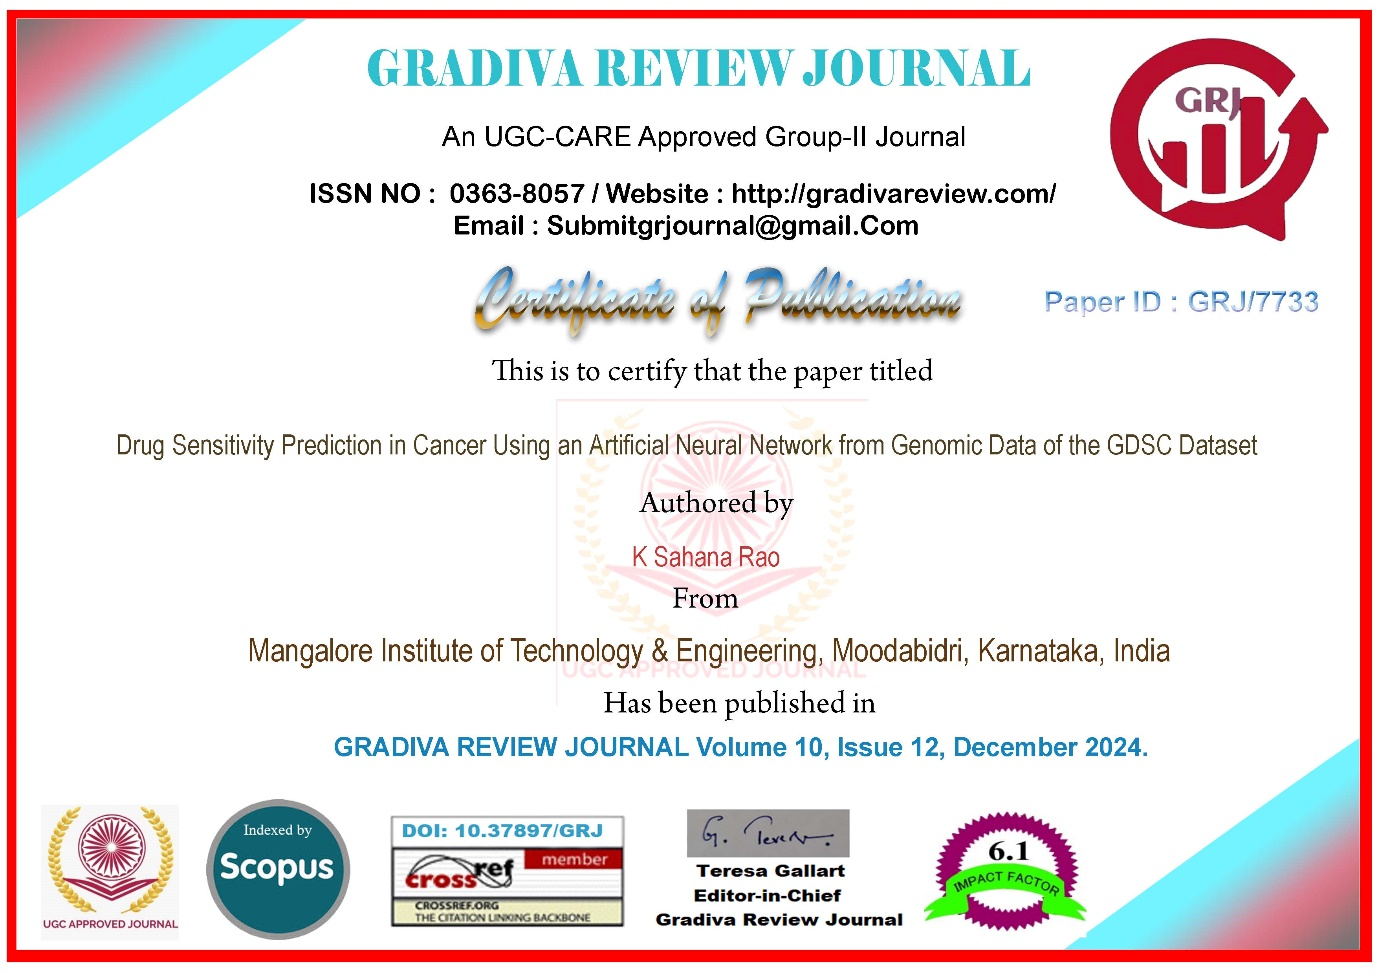 GRADIVA REVIEW JOURNAL
GRJ
An UGC-CARE Approved Group-II Journal
ISSN NO : 0363-8057 / Website : http://gradivareview.com/
Email : Submitgrjournal@gmail.Com
Certificate of Publication
Paper ID : GRJ/7733
This is to certify that the paper titled
Drug Sensitivity Prediction in Cancer Using an Artificial Neural Network from Genomic Data of the GDSC Dataset
Authored by
K Sahana Rao
From
Mangalore Institute of Technology & Engineering, Moodabidri, Karnataka, India
UGC APPROVED JOURNAL
Has been published in
GRADIVA REVIEW JOURNAL Volume 10, Issue 12, December 2024.
UGC APPROVED JOURNAL
Indexed by
Scopus
DOI: 10.37897/GRJ
crossref
member
CROSSREF.ORG
THE CITATION LINKING BACKBONE
G.
Teresa Gallart
Editor-in-Chief
Gradiva Review Journal
6.1
IMPACT FACTOR